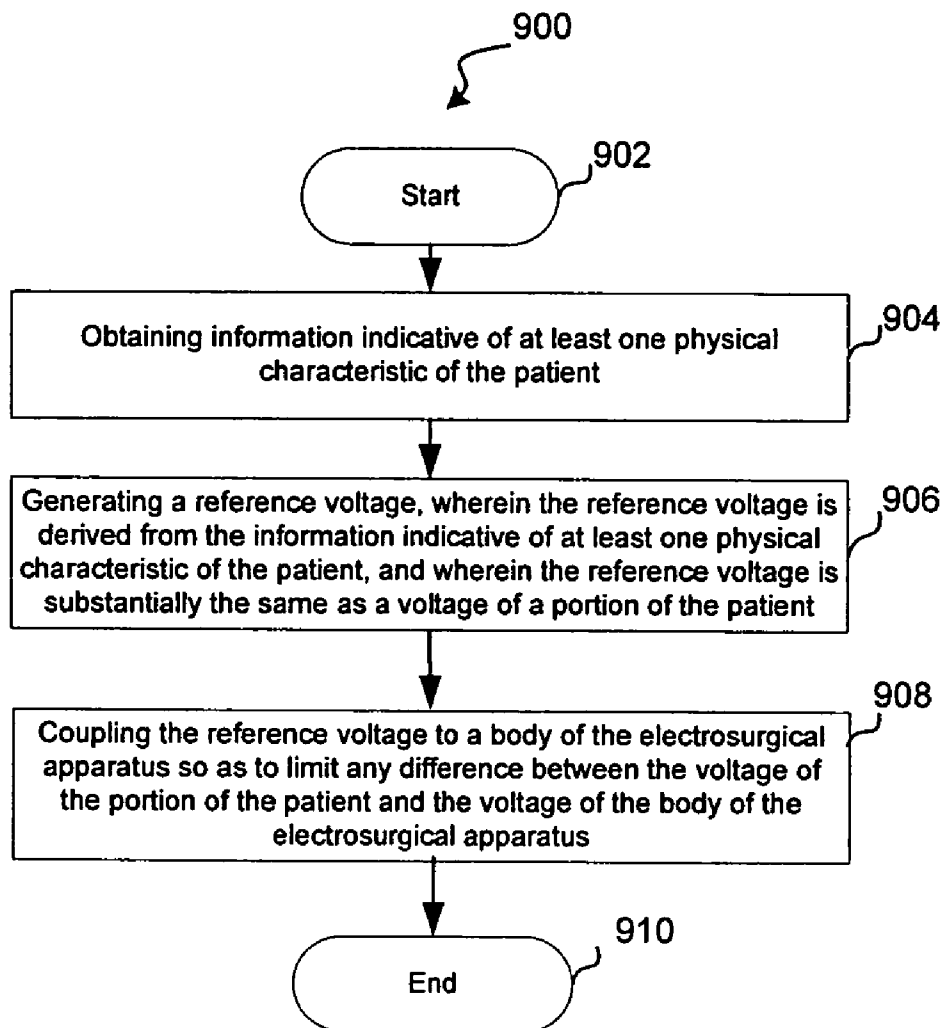 900
Start
902
Obtaining information indicative of at least one physical
characteristic of the patient
904
Generating a reference voltage, wherein the reference voltage is
derived from the information indicative of at least one physical
characteristic of the patient, and wherein the reference voltage is
substantially the same as a voltage of a portion of the patient
906
Coupling the reference voltage to a body of the electrosurgical
apparatus so as to limit any difference between the voltage of
the portion of the patient and the voltage of the body of the
electrosurgical apparatus
908
End
910